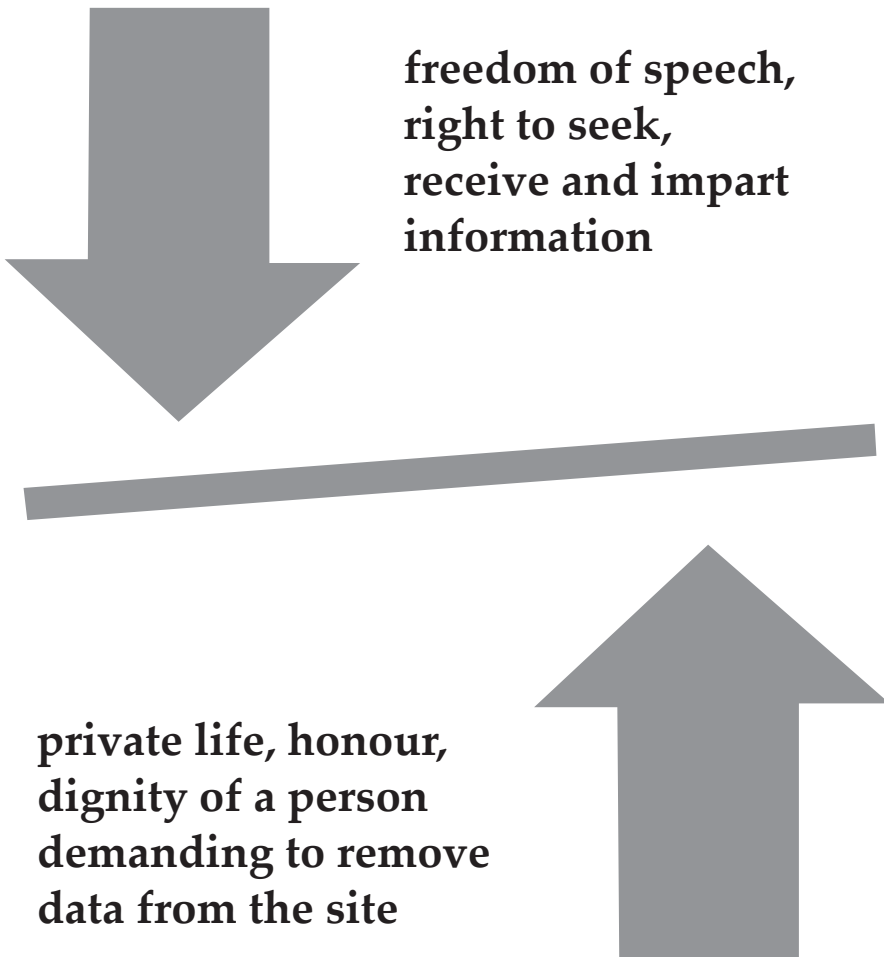 freedom of speech,
right to seek,
receive and impart
information
private life, honour,
dignity of a person
demanding to remove
data from the site